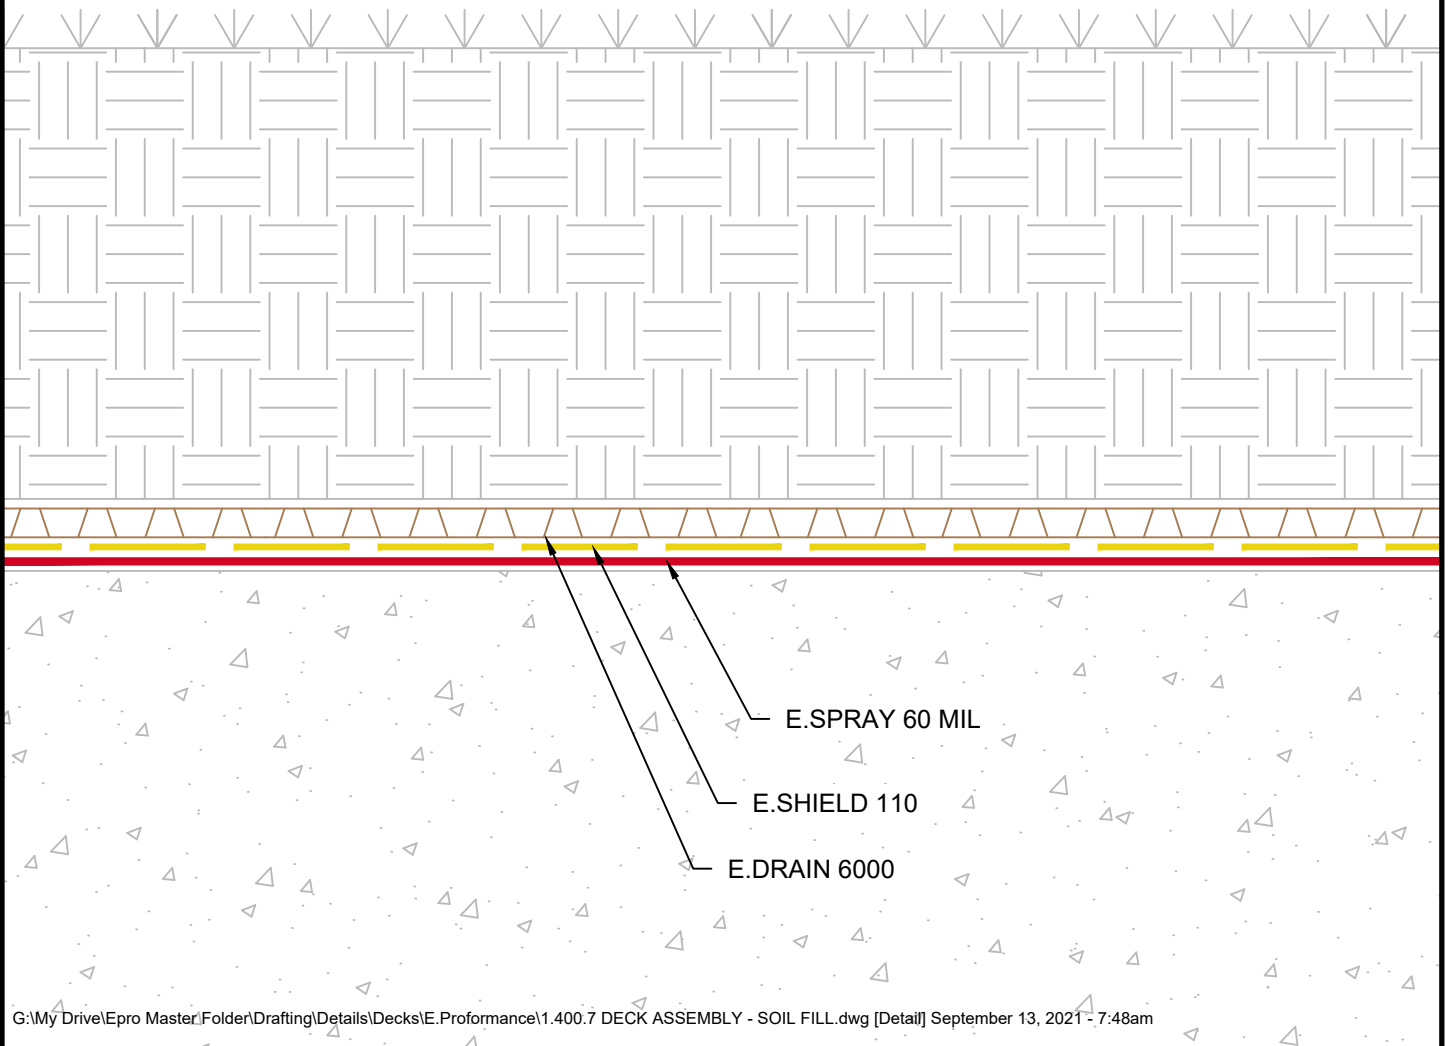 E.SPRAY 60 MIL
E.SHIELD 110
E.DRAIN 6000
G:\My Drive\Epro Master Folder\Drafting\Details\Decks\E.Proformance\1.400.7 DECK ASSEMBLY - SOIL FILL.dwg [Detail] September 13, 2021 - 7:48am